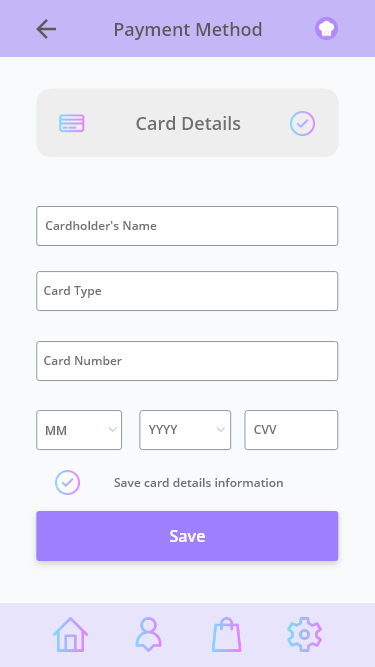 Payment Method
Card Details
Cardholder's Name
Card Type
Card Number
MM YYYY CVV
Save card details information
Save